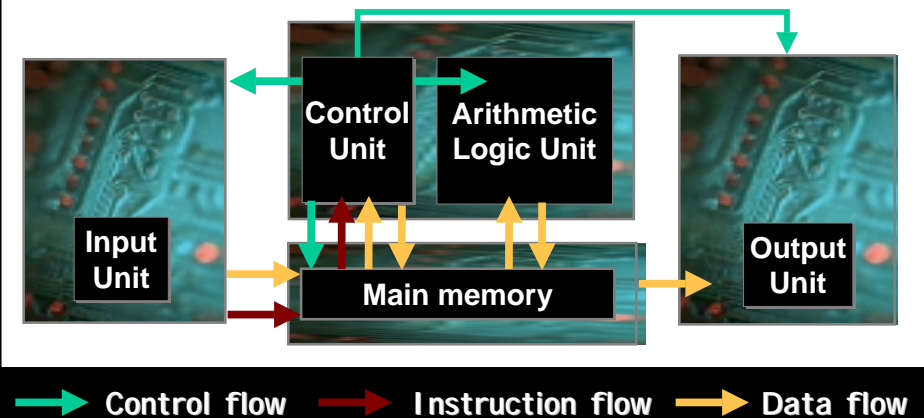 Control
Unit
Arithmetic
Logic Unit
Input
Unit
Output
Unit
Main memory
Control flow
Instruction flow
Data flow